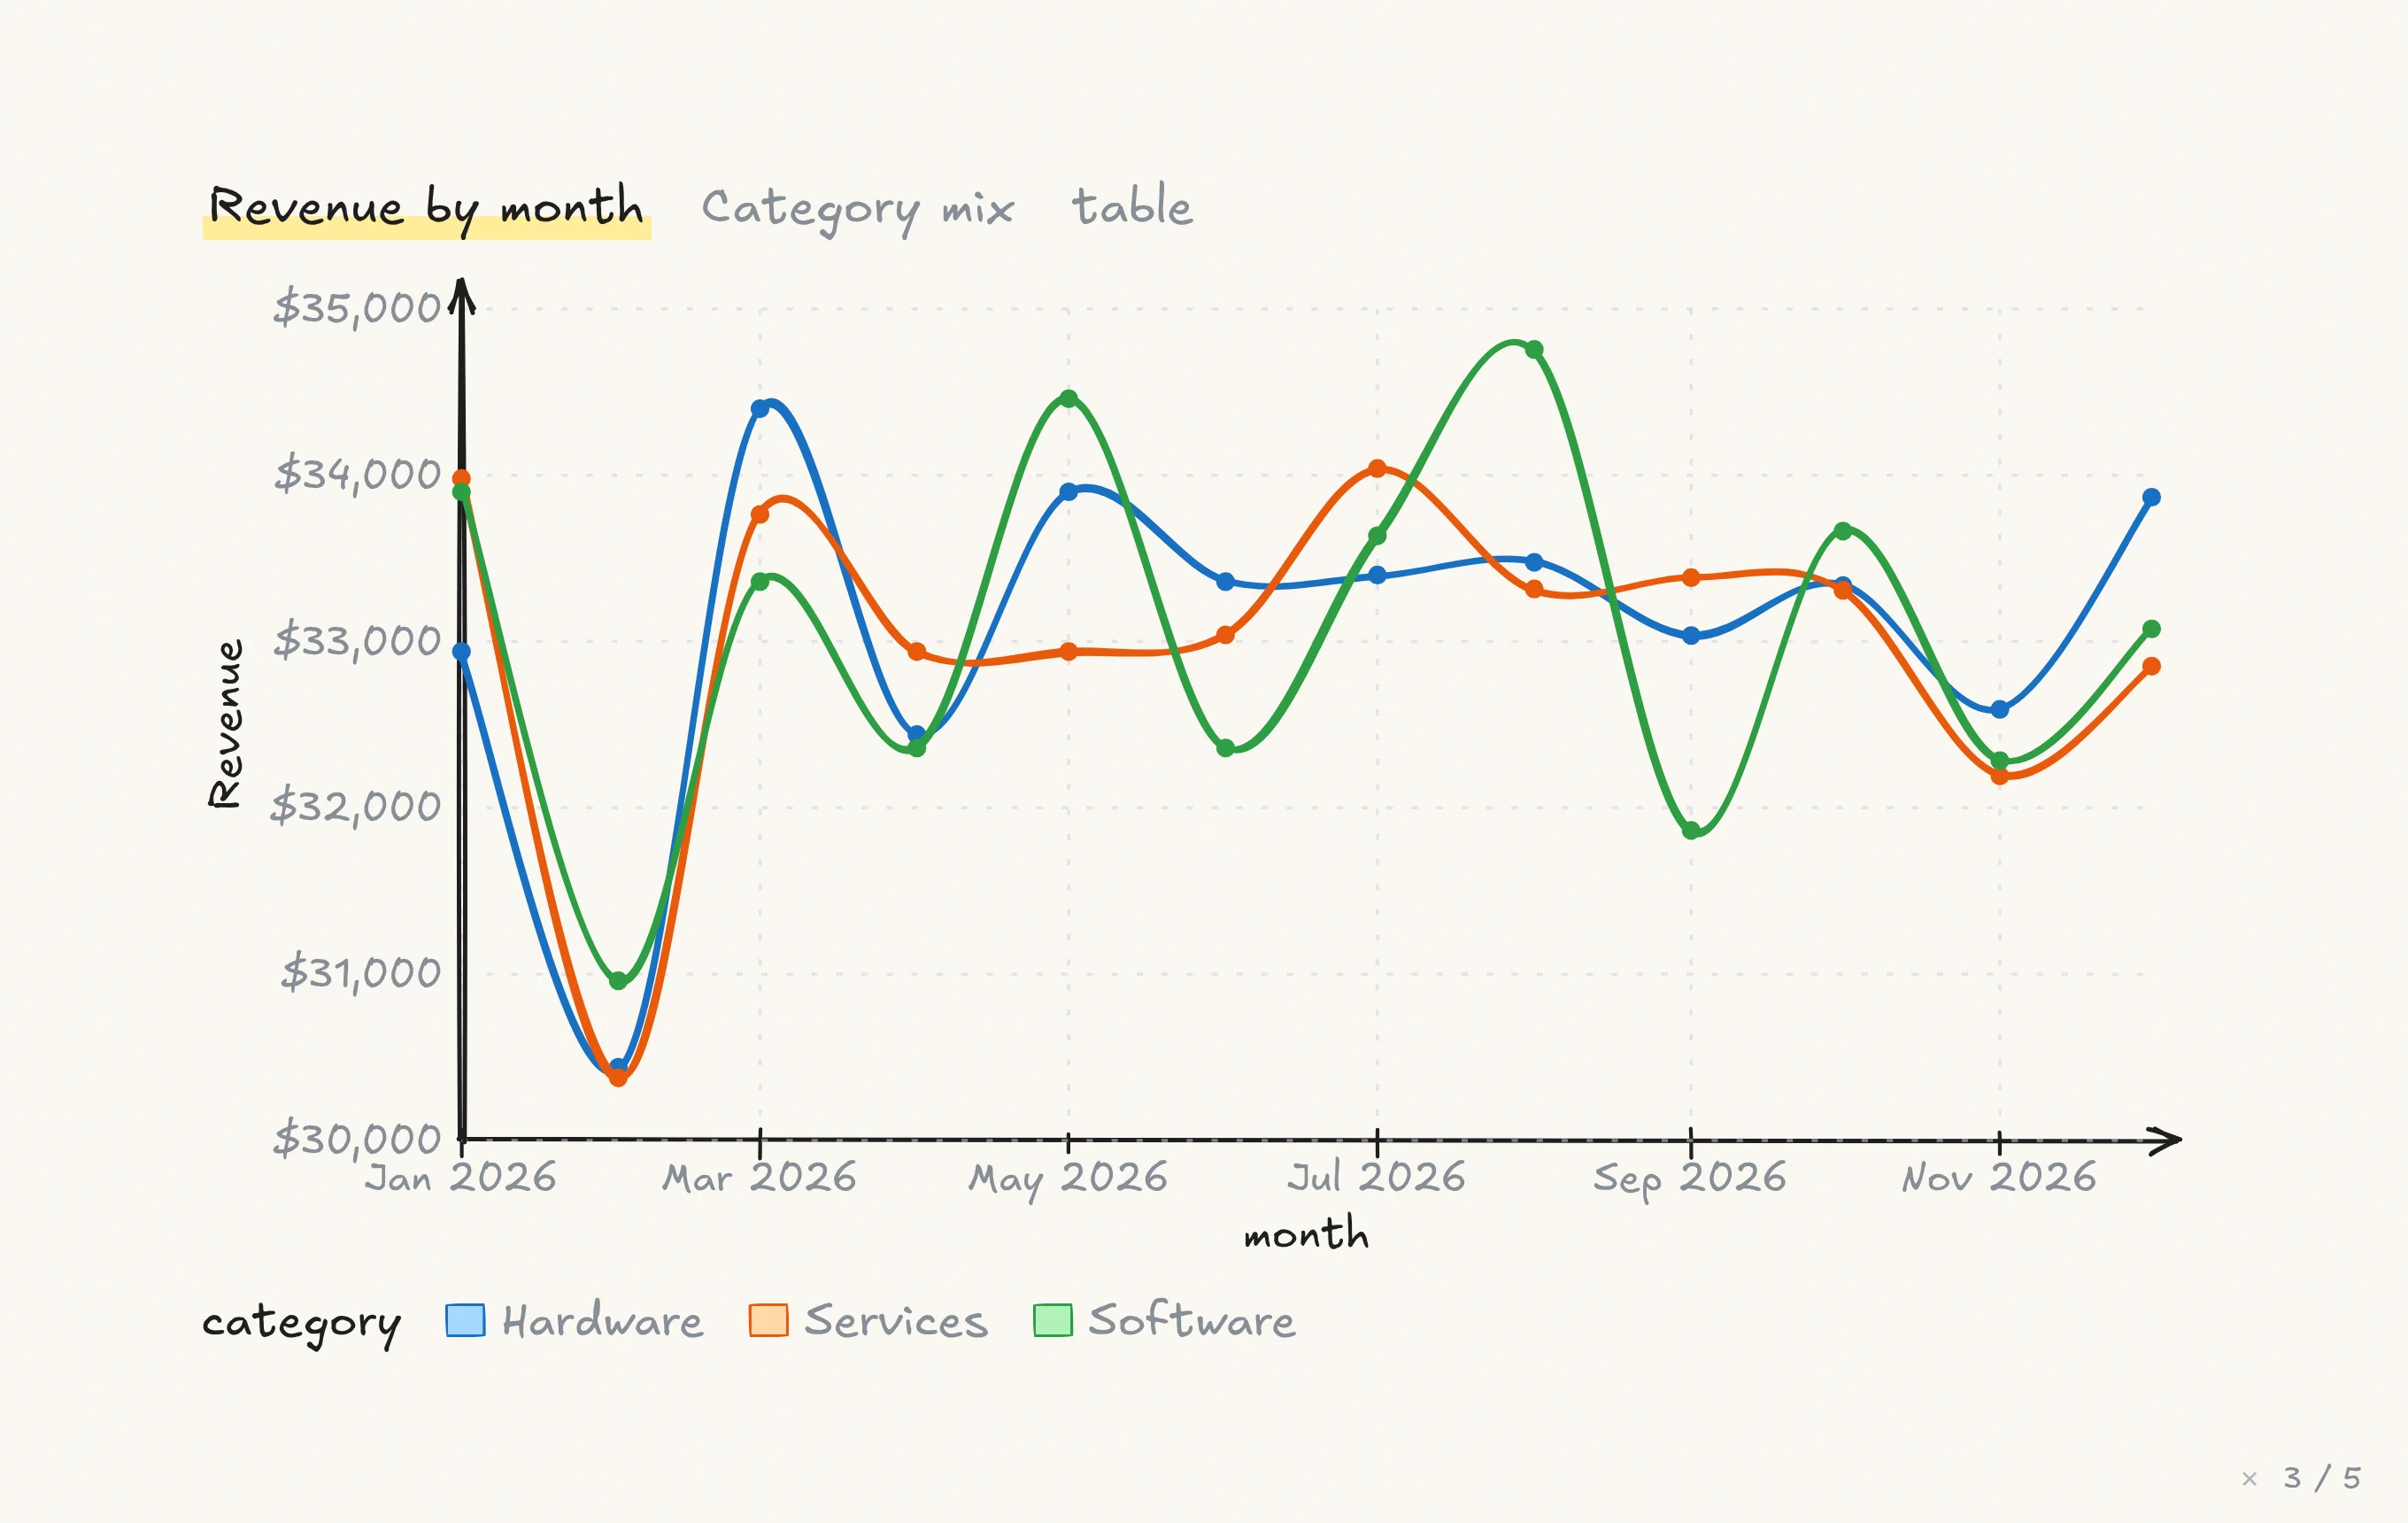 Revenue by month Category mix table
$35,000
$34,000
$33,000
$32,000
$31,000
$30,000
Revenue
Jan 2026 Mar 2026 May 2026 Jul 2026 Sep 2026 Nov 2026
month
category Hardware Services Software
× 3 / 5